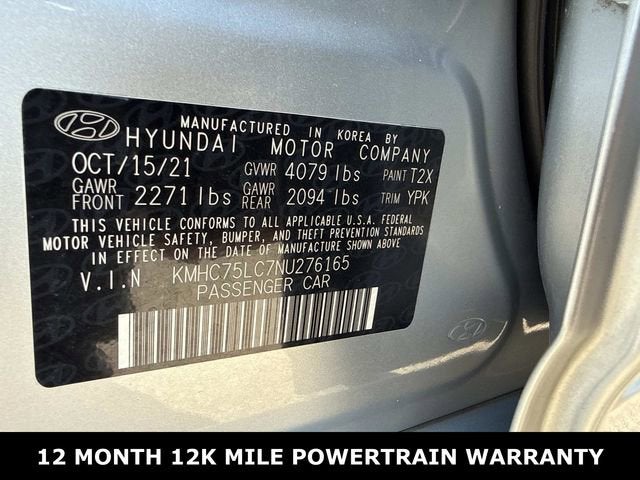 MANUFACTURED IN KOREA BY
HYUNDAI MOTOR COMPANY
OCT/15/21 GVWR 4079 lbs PAINT T2X
GAWR FRONT 2271 lbs GAWR REAR 2094 lbs TRIM YPK
THIS VEHICLE CONFORMS TO ALL APPLICABLE U.S.A. FEDERAL
MOTOR VEHICLE SAFETY, BUMPER, AND THEFT PREVENTION STANDARDS
IN EFFECT ON THE DATE OF MANUFACTURE SHOWN ABOVE.
V.I.N KMHC75LC7NU276165
PASSENGER CAR
12 MONTH 12K MILE POWERTRAIN WARRANTY